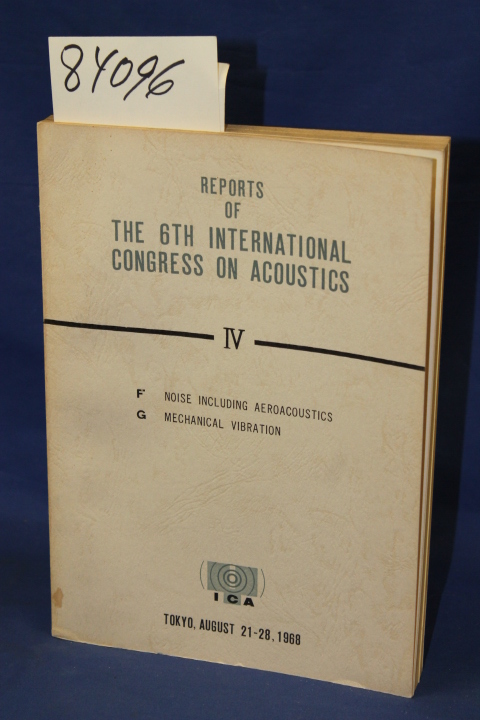 84096
REPORTS
OF
THE 6TH INTERNATIONAL
CONGRESS ON ACOUSTICS
IV
F NOISE INCLUDING AEROACOUSTICS
G MECHANICAL VIBRATION
ICA
TOKYO, AUGUST 21-28, 1968